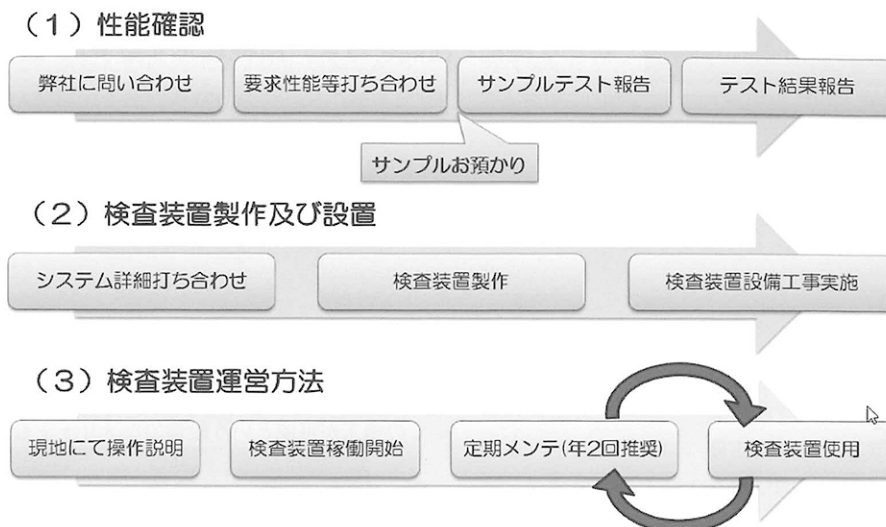 （1）性能確認
弊社に問い合わせ
要求性能等打ち合わせ
サンプルテスト報告
テスト結果報告
サンプルお預かり
（2）検査装置製作及び設置
システム詳細打ち合わせ
検査装置製作
検査装置設備工事実施
（3）検査装置運営方法
現地にて操作説明
検査装置稼働開始
定期メンテ(年2回推奨)
検査装置使用